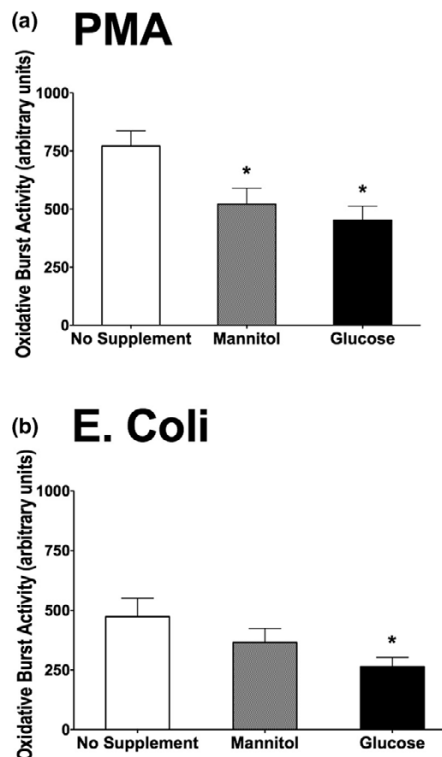 (a) PMA
Oxidative Burst Activity (arbitrary units)
1000
750
500
250
0
*
*
No Supplement Mannitol Glucose
(b) E. Coli
Oxidative Burst Activity (arbitrary units)
1000
750
500
250
0
*
No Supplement Mannitol Glucose